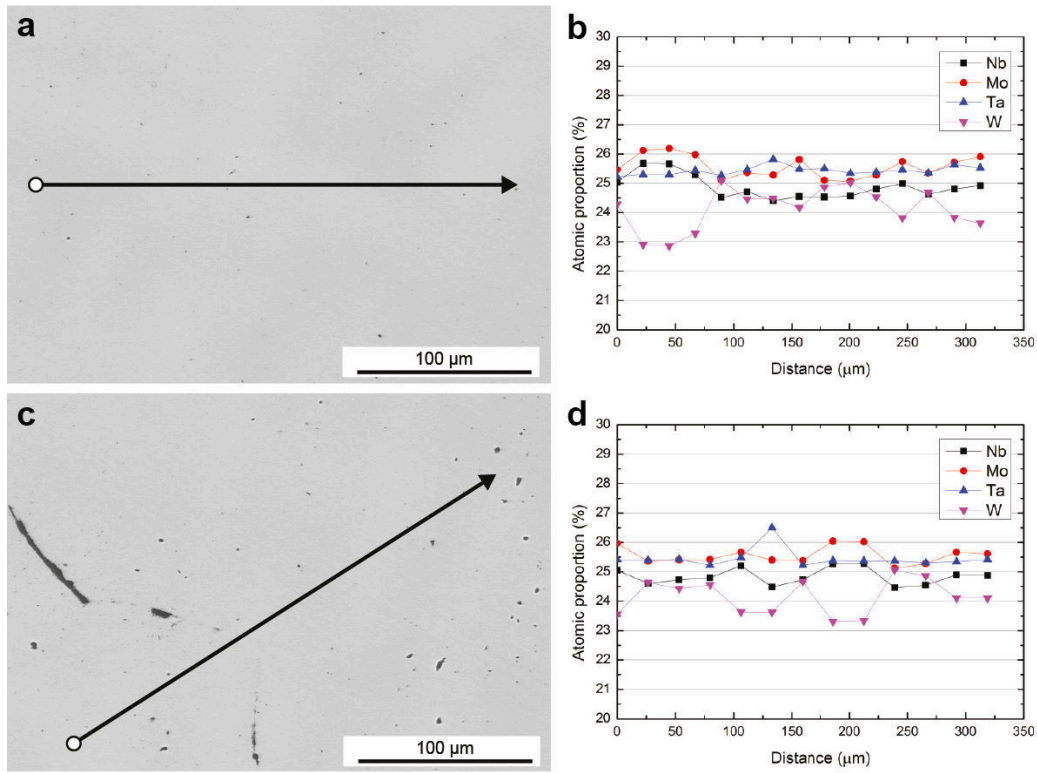 a
100 µm
b
30
29
28
27
26
25
24
23
22
21
20
Atomic proportion (%)
Nb
Mo
Ta
W
0 50 100 150 200 250 300 350
Distance (µm)
c
100 µm
d
30
29
28
27
26
25
24
23
22
21
20
Atomic proportion (%)
Nb
Mo
Ta
W
0 50 100 150 200 250 300 350
Distance (µm)